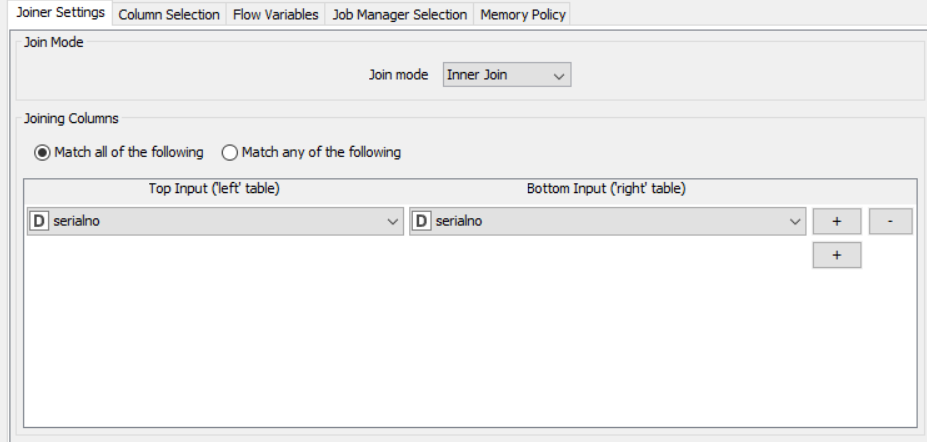 Joiner Settings Column Selection Flow Variables Job Manager Selection Memory Policy
Join Mode
Join mode Inner Join
Joining Columns
Match all of the following Match any of the following
Top Input ('left' table) Bottom Input ('right' table)
D serialno D serialno + -
+